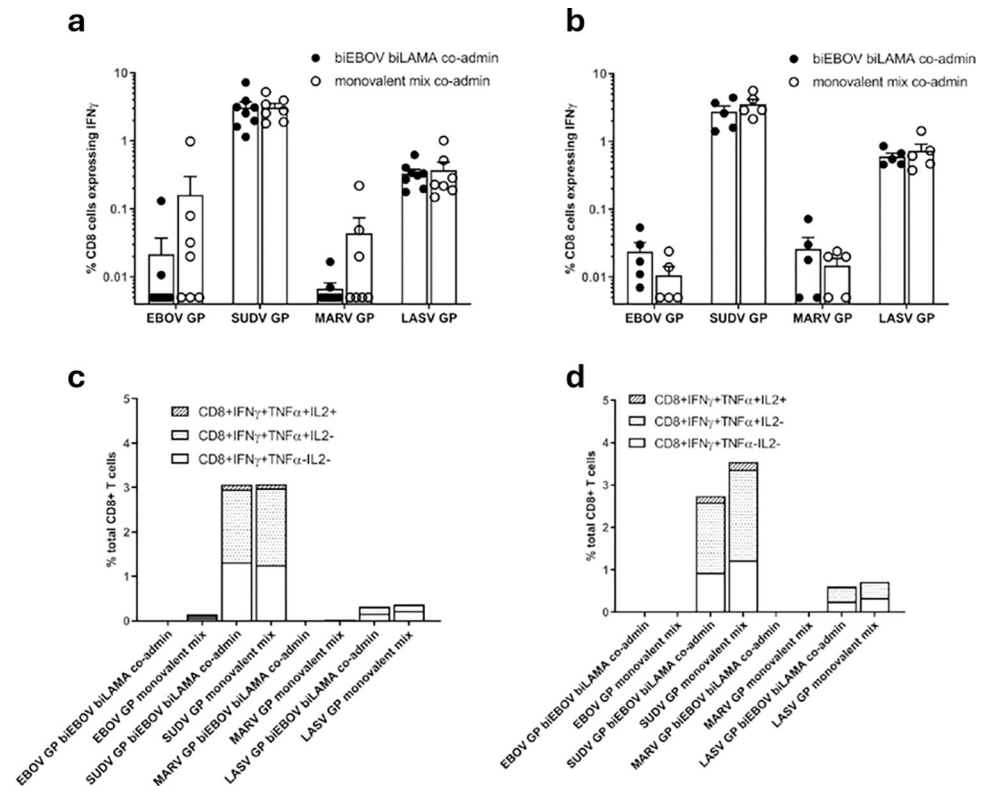 a
biEBOV biLAMA co-admin
monovalent mix co-admin
% CD8 cells expressing IFNγ
10
1
0.1
0.01
EBOV GP SUDV GP MARV GP LASV GP
b
biEBOV biLAMA co-admin
monovalent mix co-admin
% CD8 cells expressing IFNγ
10
1
0.1
0.01
EBOV GP SUDV GP MARV GP LASV GP
c
CD8+IFNγ+TNFα+IL2+
CD8+IFNγ+TNFα+IL2-
CD8+IFNγ+TNFα-IL2-
% total CD8+ T cells
5
4
3
2
1
0
EBOV GP biEBOV biLAMA co-admin
EBOV GP monovalent mix
SUDV GP biEBOV biLAMA co-admin
SUDV GP monovalent mix
MARV GP biEBOV biLAMA co-admin
MARV GP monovalent mix
LASV GP biEBOV biLAMA co-admin
LASV GP monovalent mix
d
CD8+IFNγ+TNFα+IL2+
CD8+IFNγ+TNFα+IL2-
CD8+IFNγ+TNFα-IL2-
% total CD8+ T cells
5
4
3
2
1
0
EBOV GP biEBOV biLAMA co-admin
EBOV GP monovalent mix
SUDV GP biEBOV biLAMA co-admin
SUDV GP monovalent mix
MARV GP biEBOV biLAMA co-admin
MARV GP monovalent mix
LASV GP biEBOV biLAMA co-admin
LASV GP monovalent mix